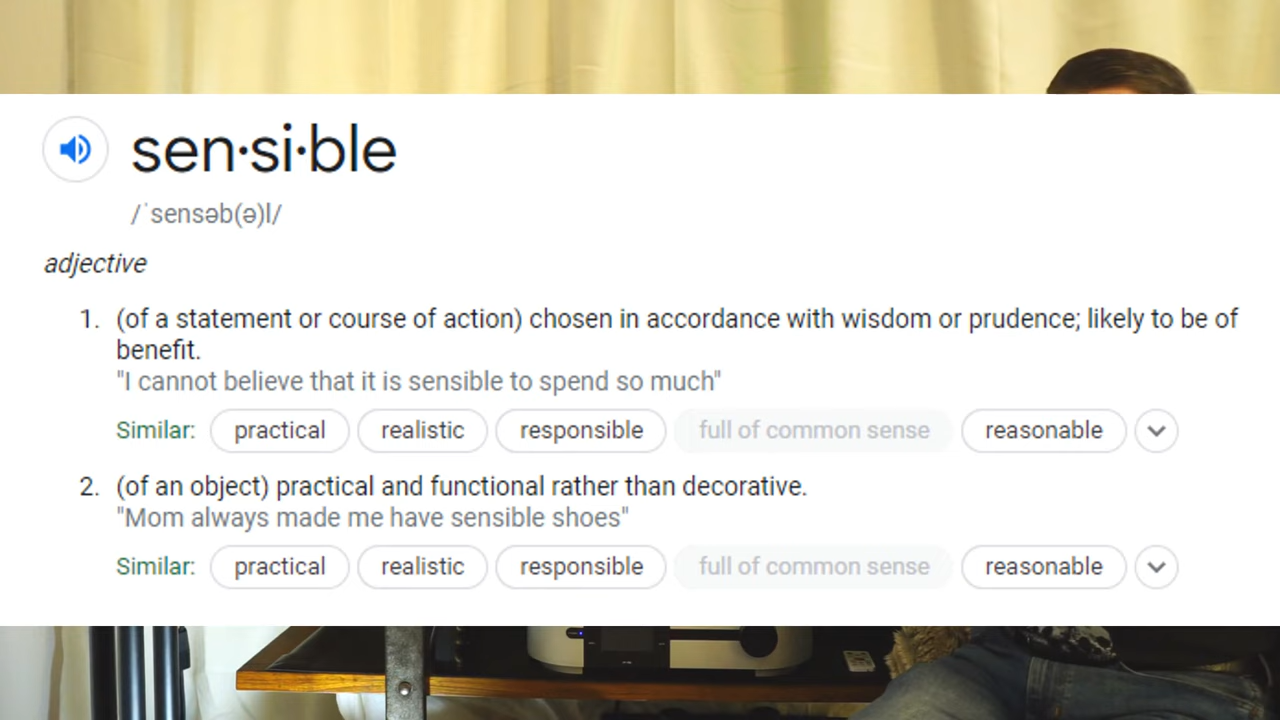 sen·si·ble
/ˈsensəb(ə)l/
adjective
1. (of a statement or course of action) chosen in accordance with wisdom or prudence; likely to be of
benefit.
"I cannot believe that it is sensible to spend so much"
Similar: practical realistic responsible full of common sense reasonable
2. (of an object) practical and functional rather than decorative.
"Mom always made me have sensible shoes"
Similar: practical realistic responsible full of common sense reasonable